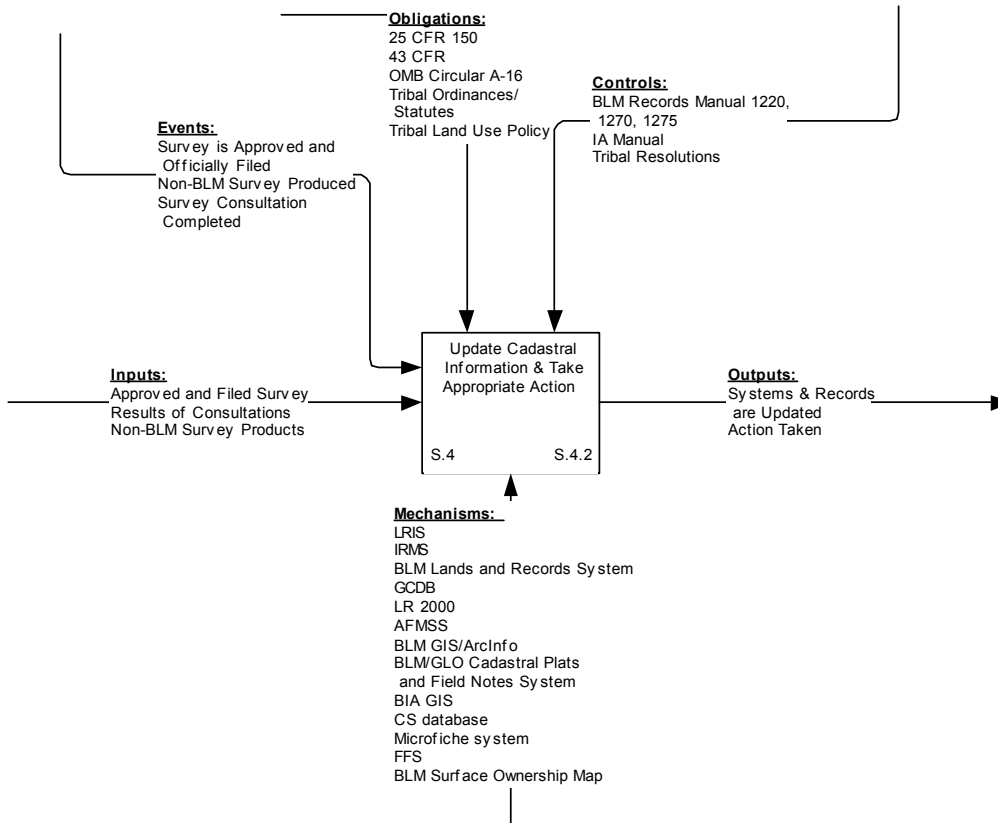 Obligations:
25 CFR 150
43 CFR
OMB Circular A-16
Tribal Ordinances/
Statutes
Tribal Land Use Policy
Controls:
BLM Records Manual 1220,
1270, 1275
IA Manual
Tribal Resolutions
Events:
Survey is Approved and
Officially Filed
Non-BLM Survey Produced
Survey Consultation
Completed
Update Cadastral
Information & Take
Appropriate Action
S.4 S.4.2
Inputs:
Approved and Filed Survey
Results of Consultations
Non-BLM Survey Products
Outputs:
Systems & Records
are Updated
Action Taken
Mechanisms:
LRIS
IRMS
BLM Lands and Records System
GCDB
LR 2000
AFMSS
BLM GIS/ArcInfo
BLM/GLO Cadastral Plats
and Field Notes System
BIA GIS
CS database
Microfiche system
FFS
BLM Surface Ownership Map